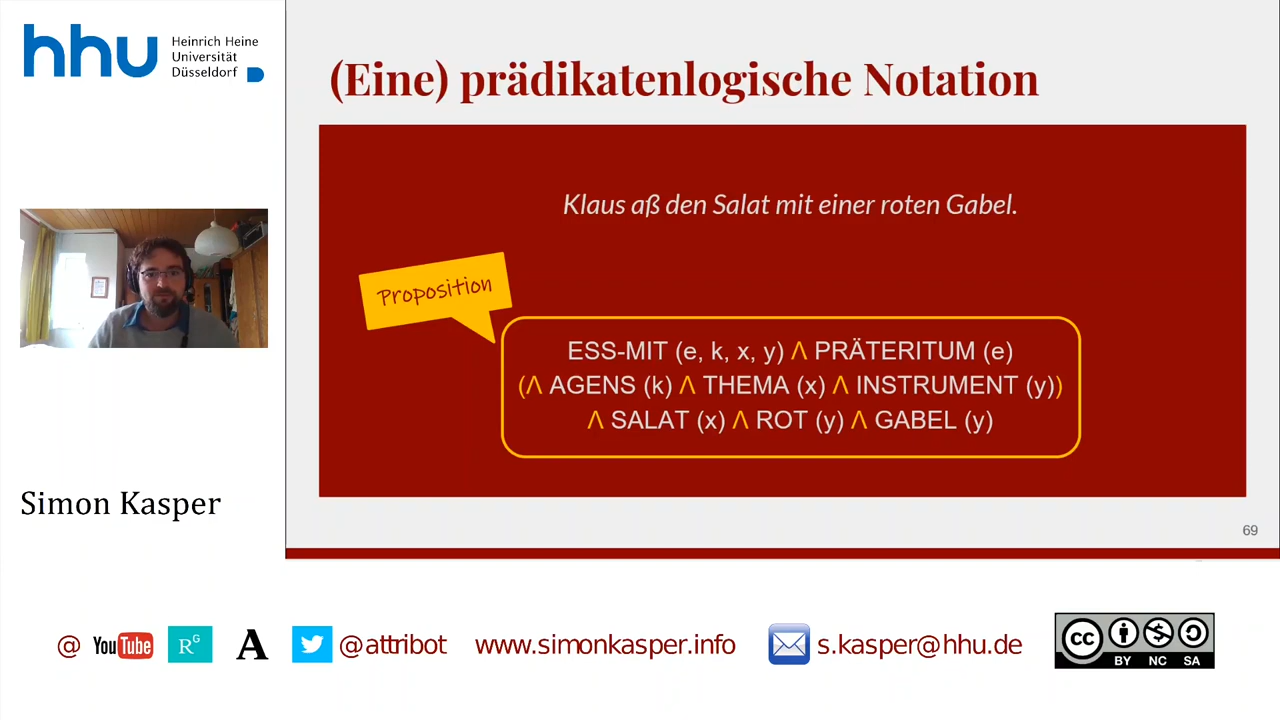 hhu
Heinrich Heine
Universität
Düsseldorf
(Eine) prädikatenlogische Notation
Klaus aß den Salat mit einer roten Gabel.
Proposition
ESS-MIT (e, k, x, y) Λ PRÄTERITUM (e)
(Λ AGENS (k) Λ THEMA (x) Λ INSTRUMENT (y))
Λ SALAT (x) Λ ROT (y) Λ GABEL (y)
Simon Kasper
69
@ YouTube RG A @attribot www.simonkasper.info s.kasper@hhu.de cc
BY NC SA